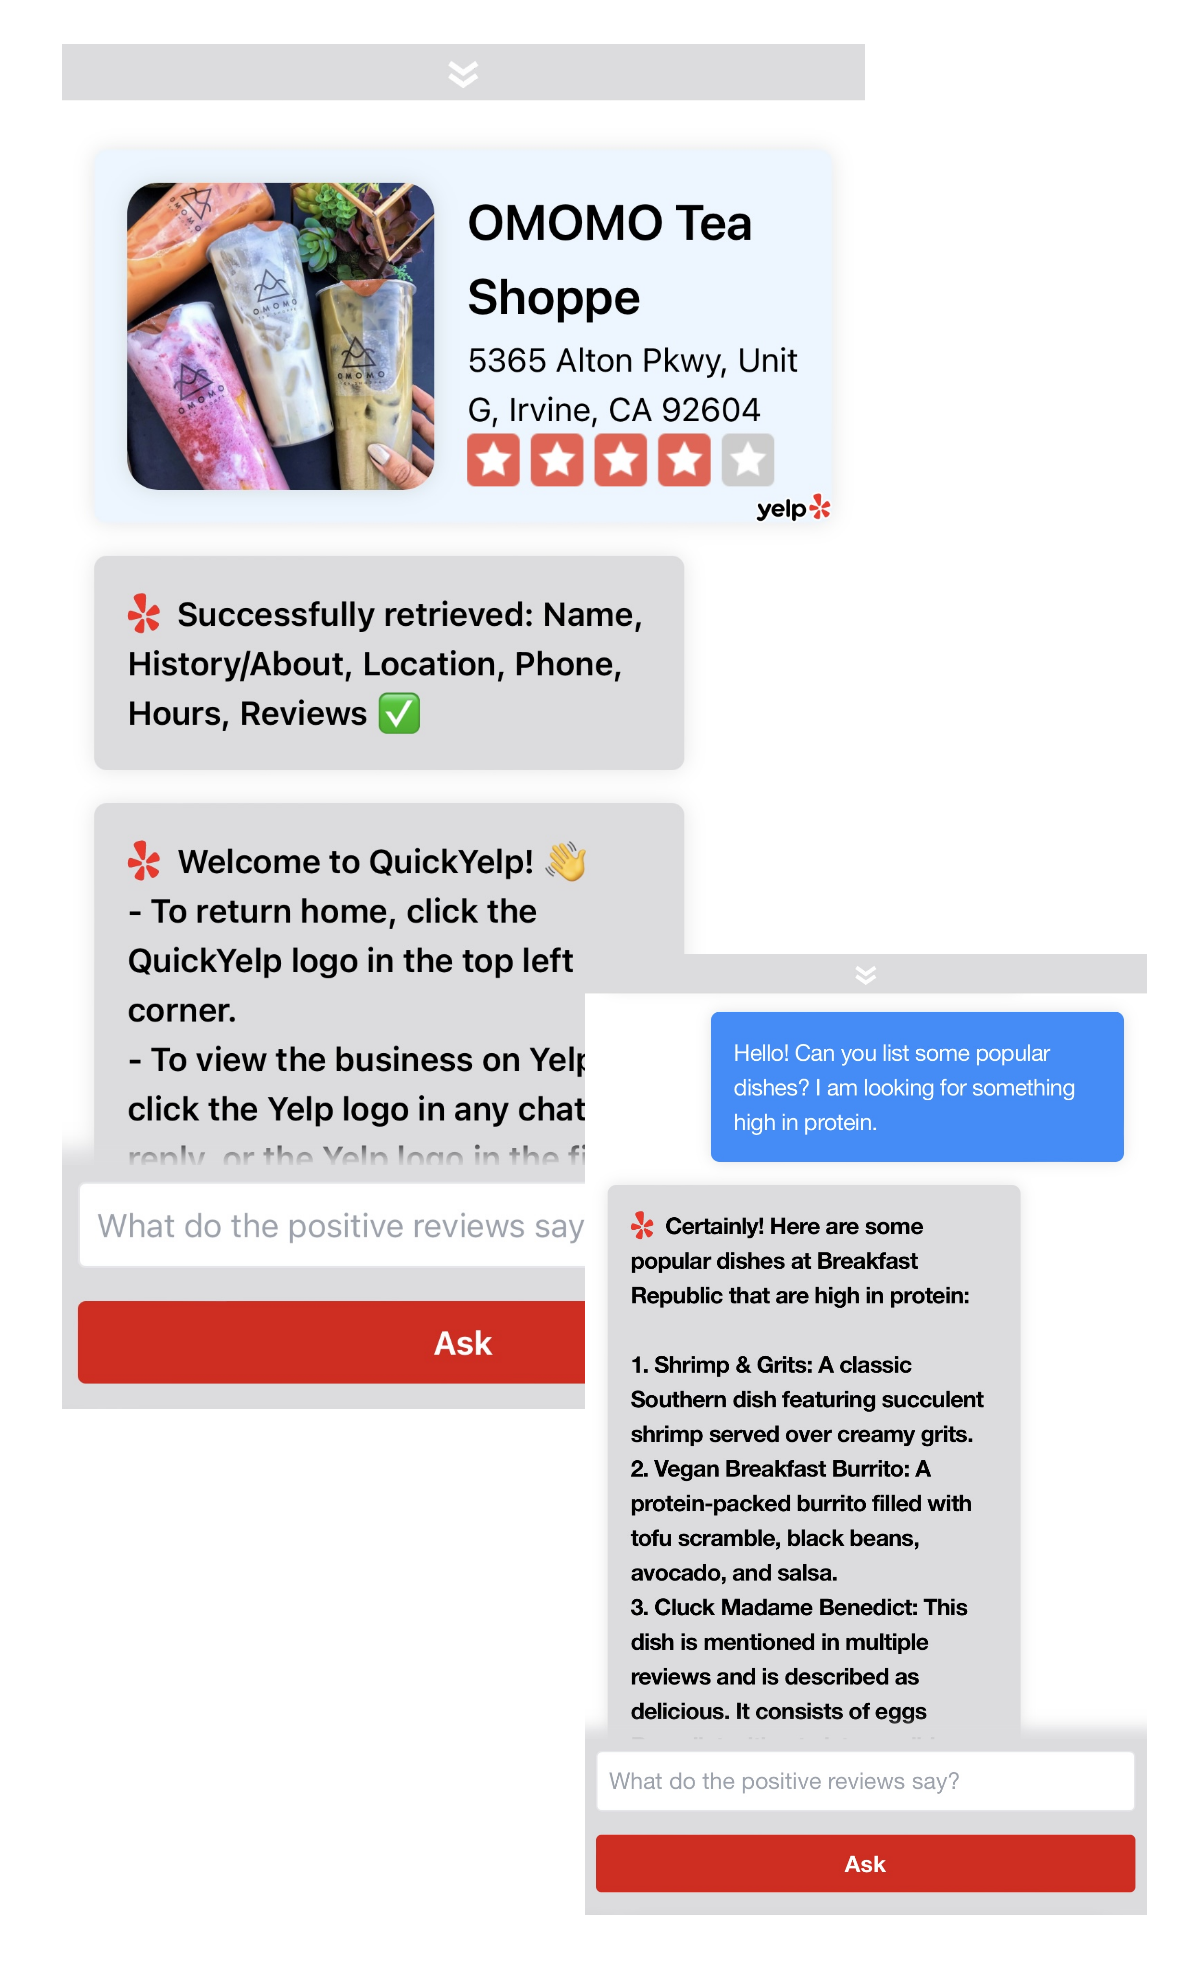 OMOMO
OMOMO
OMOMO
OMOMO
OMOMO Tea
Shoppe
5365 Alton Pkwy, Unit
G, Irvine, CA 92604
yelp
Successfully retrieved: Name,
History/About, Location, Phone,
Hours, Reviews ✅
Welcome to QuickYelp! 👋
- To return home, click the
QuickYelp logo in the top left
corner.
- To view the business on Yelp
click the Yelp logo in any chat
reply, or the Yelp logo in the
What do the positive reviews say
Ask
Hello! Can you list some popular
dishes? I am looking for something
high in protein.
Certainly! Here are some
popular dishes at Breakfast
Republic that are high in protein:
1. Shrimp & Grits: A classic
Southern dish featuring succulent
shrimp served over creamy grits.
2. Vegan Breakfast Burrito: A
protein-packed burrito filled with
tofu scramble, black beans,
avocado, and salsa.
3. Cluck Madame Benedict: This
dish is mentioned in multiple
reviews and is described as
delicious. It consists of eggs
What do the positive reviews say?
Ask